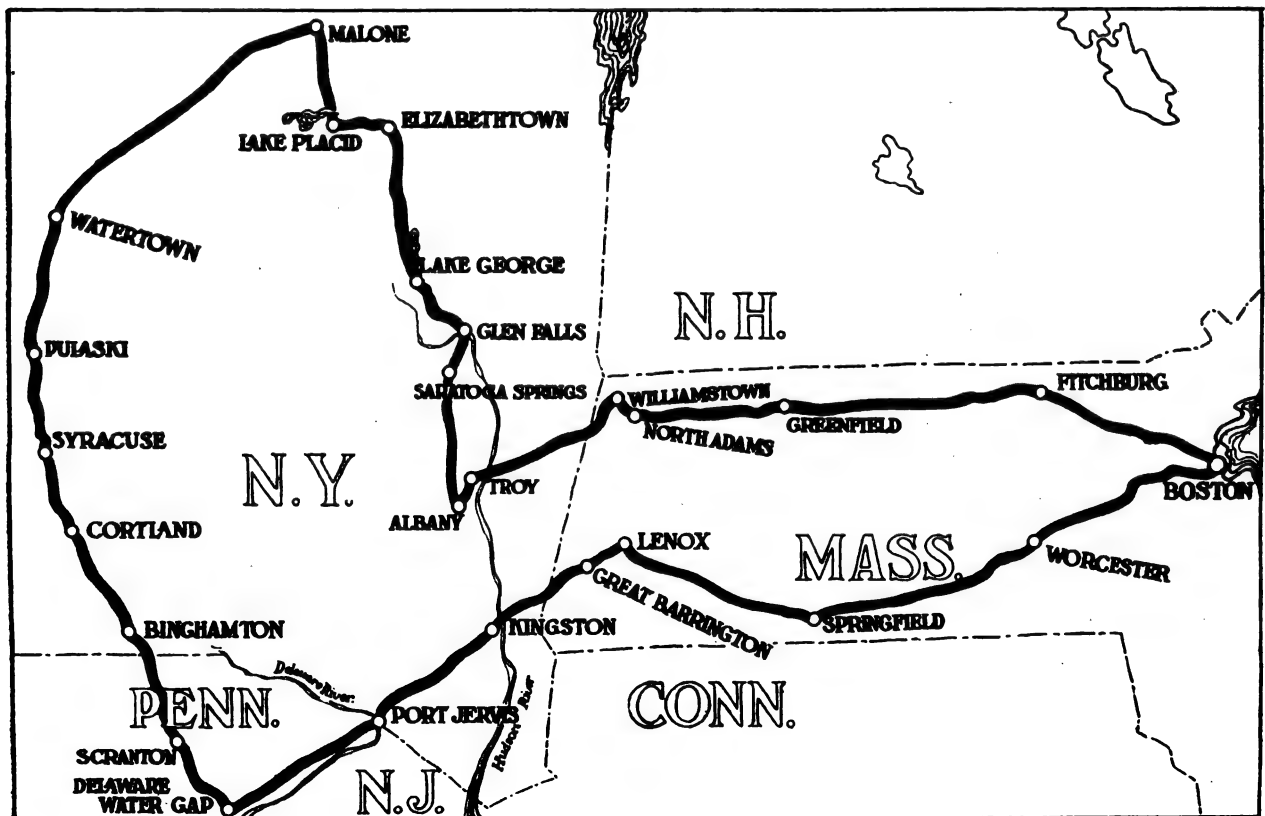 MALONE
ELIZABETHTOWN
LAKE PLACID
WATERTOWN
LAKE GEORGE
N.H.
GLEN FALLS
PULASKI
FITCHBURG
SARATOGA SPRINGS
WILLIAMSTOWN
GREENFIELD
NORTH ADAMS
SYRACUSE
N.Y.
TROY
BOSTON
ALBANY
CORTLAND
LENOX
MASS.
WORCESTER
GREAT BARRINGTON
BINGHAMTON
KINGSTON
SPRINGFIELD
Delaware River.
PENN.
CONN.
PORT JERVIS
Hudson River
SCRANTON
DELAWARE
WATER GAP
N.J.